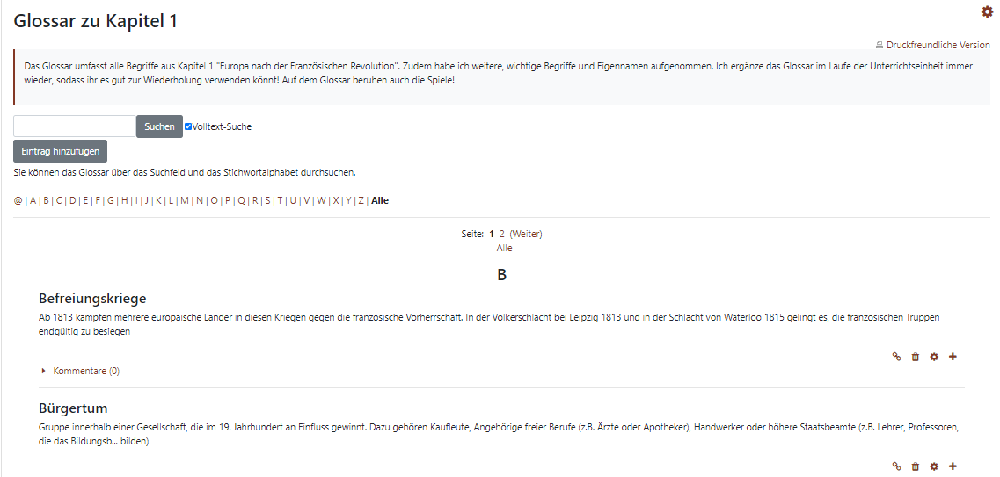 Glossar zu Kapitel 1
Druckfreundliche Version
Das Glossar umfasst alle Begriffe aus Kapitel 1 "Europa nach der Französischen Revolution". Zudem habe ich weitere, wichtige Begriffe und Eigennamen aufgenommen. Ich ergänze das Glossar im Laufe der Unterrichtseinheit immer
wieder, sodass ihr es gut zur Wiederholung verwenden könnt! Auf dem Glossar beruhen auch die Spiele!
Suchen Volltext-Suche
Eintrag hinzufügen
Sie können das Glossar über das Suchfeld und das Stichwortalphabet durchsuchen.
@ | A | B | C | D | E | F | G | H | I | J | K | L | M | N | O | P | Q | R | S | T | U | V | W | X | Y | Z | Alle
Seite: 1 2 (Weiter)
Alle
B
Befreiungskriege
Ab 1813 kämpfen mehrere europäische Länder in diesen Kriegen gegen die französische Vorherrschaft. In der Völkerschlacht bei Leipzig 1813 und in der Schlacht von Waterloo 1815 gelingt es, die französischen Truppen
endgültig zu besiegen
Kommentare (0)
Bürgertum
Gruppe innerhalb einer Gesellschaft, die im 19. Jahrhundert an Einfluss gewinnt. Dazu gehören Kaufleute, Angehörige freier Berufe (z.B. Ärzte oder Apotheker), Handwerker oder höhere Staatsbeamte (z.B. Lehrer, Professoren,
die das Bildungsb... bilden)